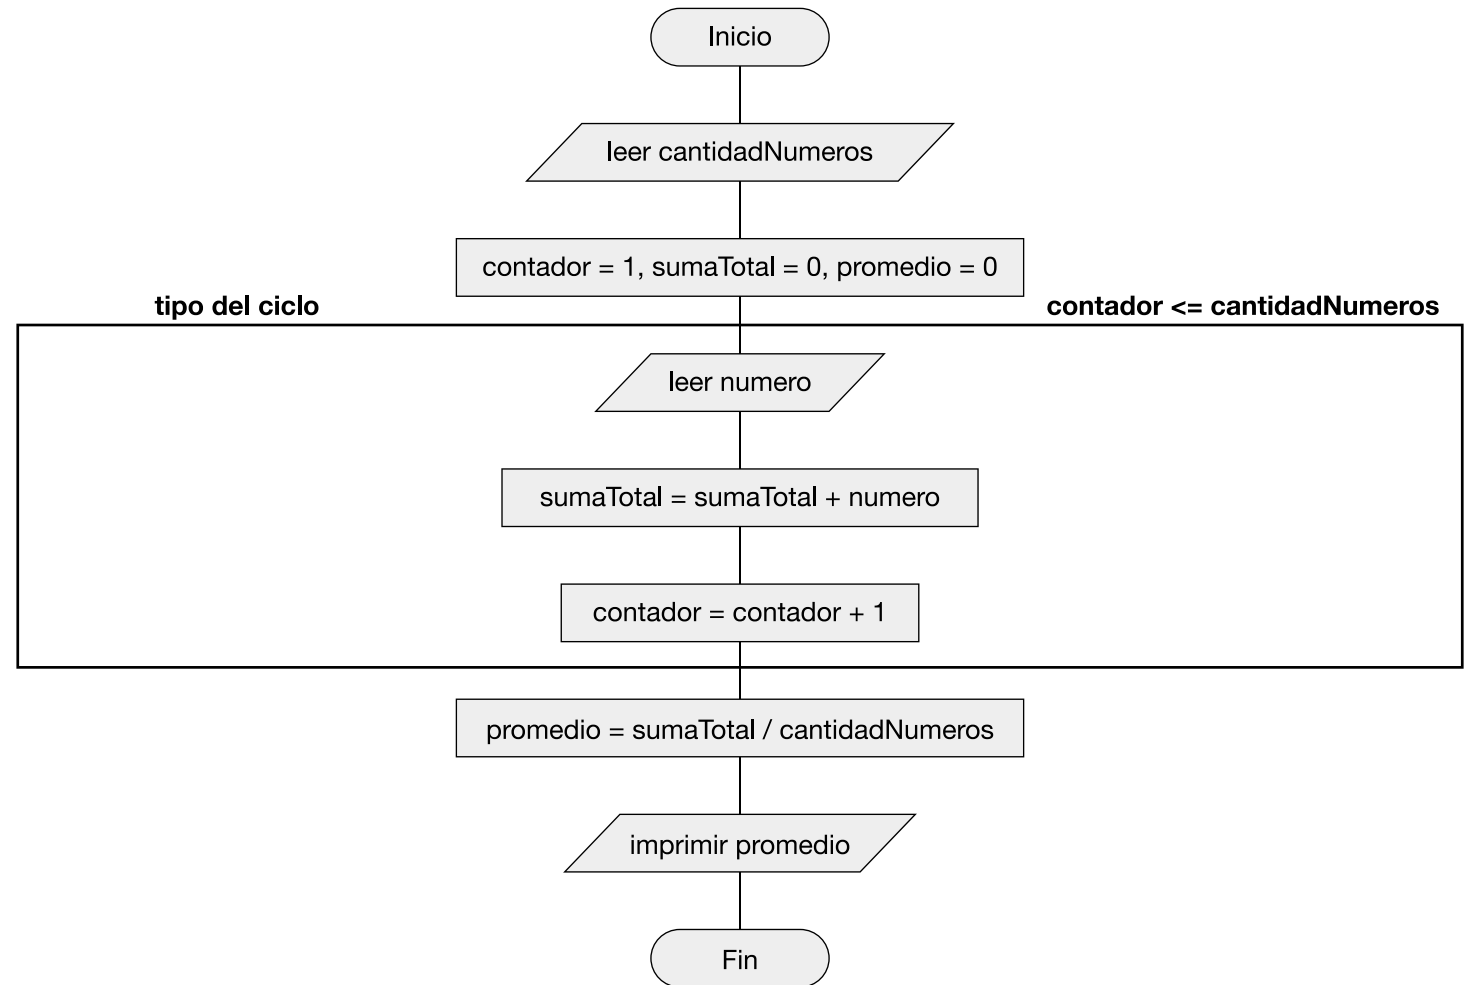 Inicio
leer cantidadNumeros
contador = 1, sumaTotal = 0, promedio = 0
tipo del ciclo
contador <= cantidadNumeros
leer numero
sumaTotal = sumaTotal + numero
contador = contador + 1
promedio = sumaTotal / cantidadNumeros
imprimir promedio
Fin